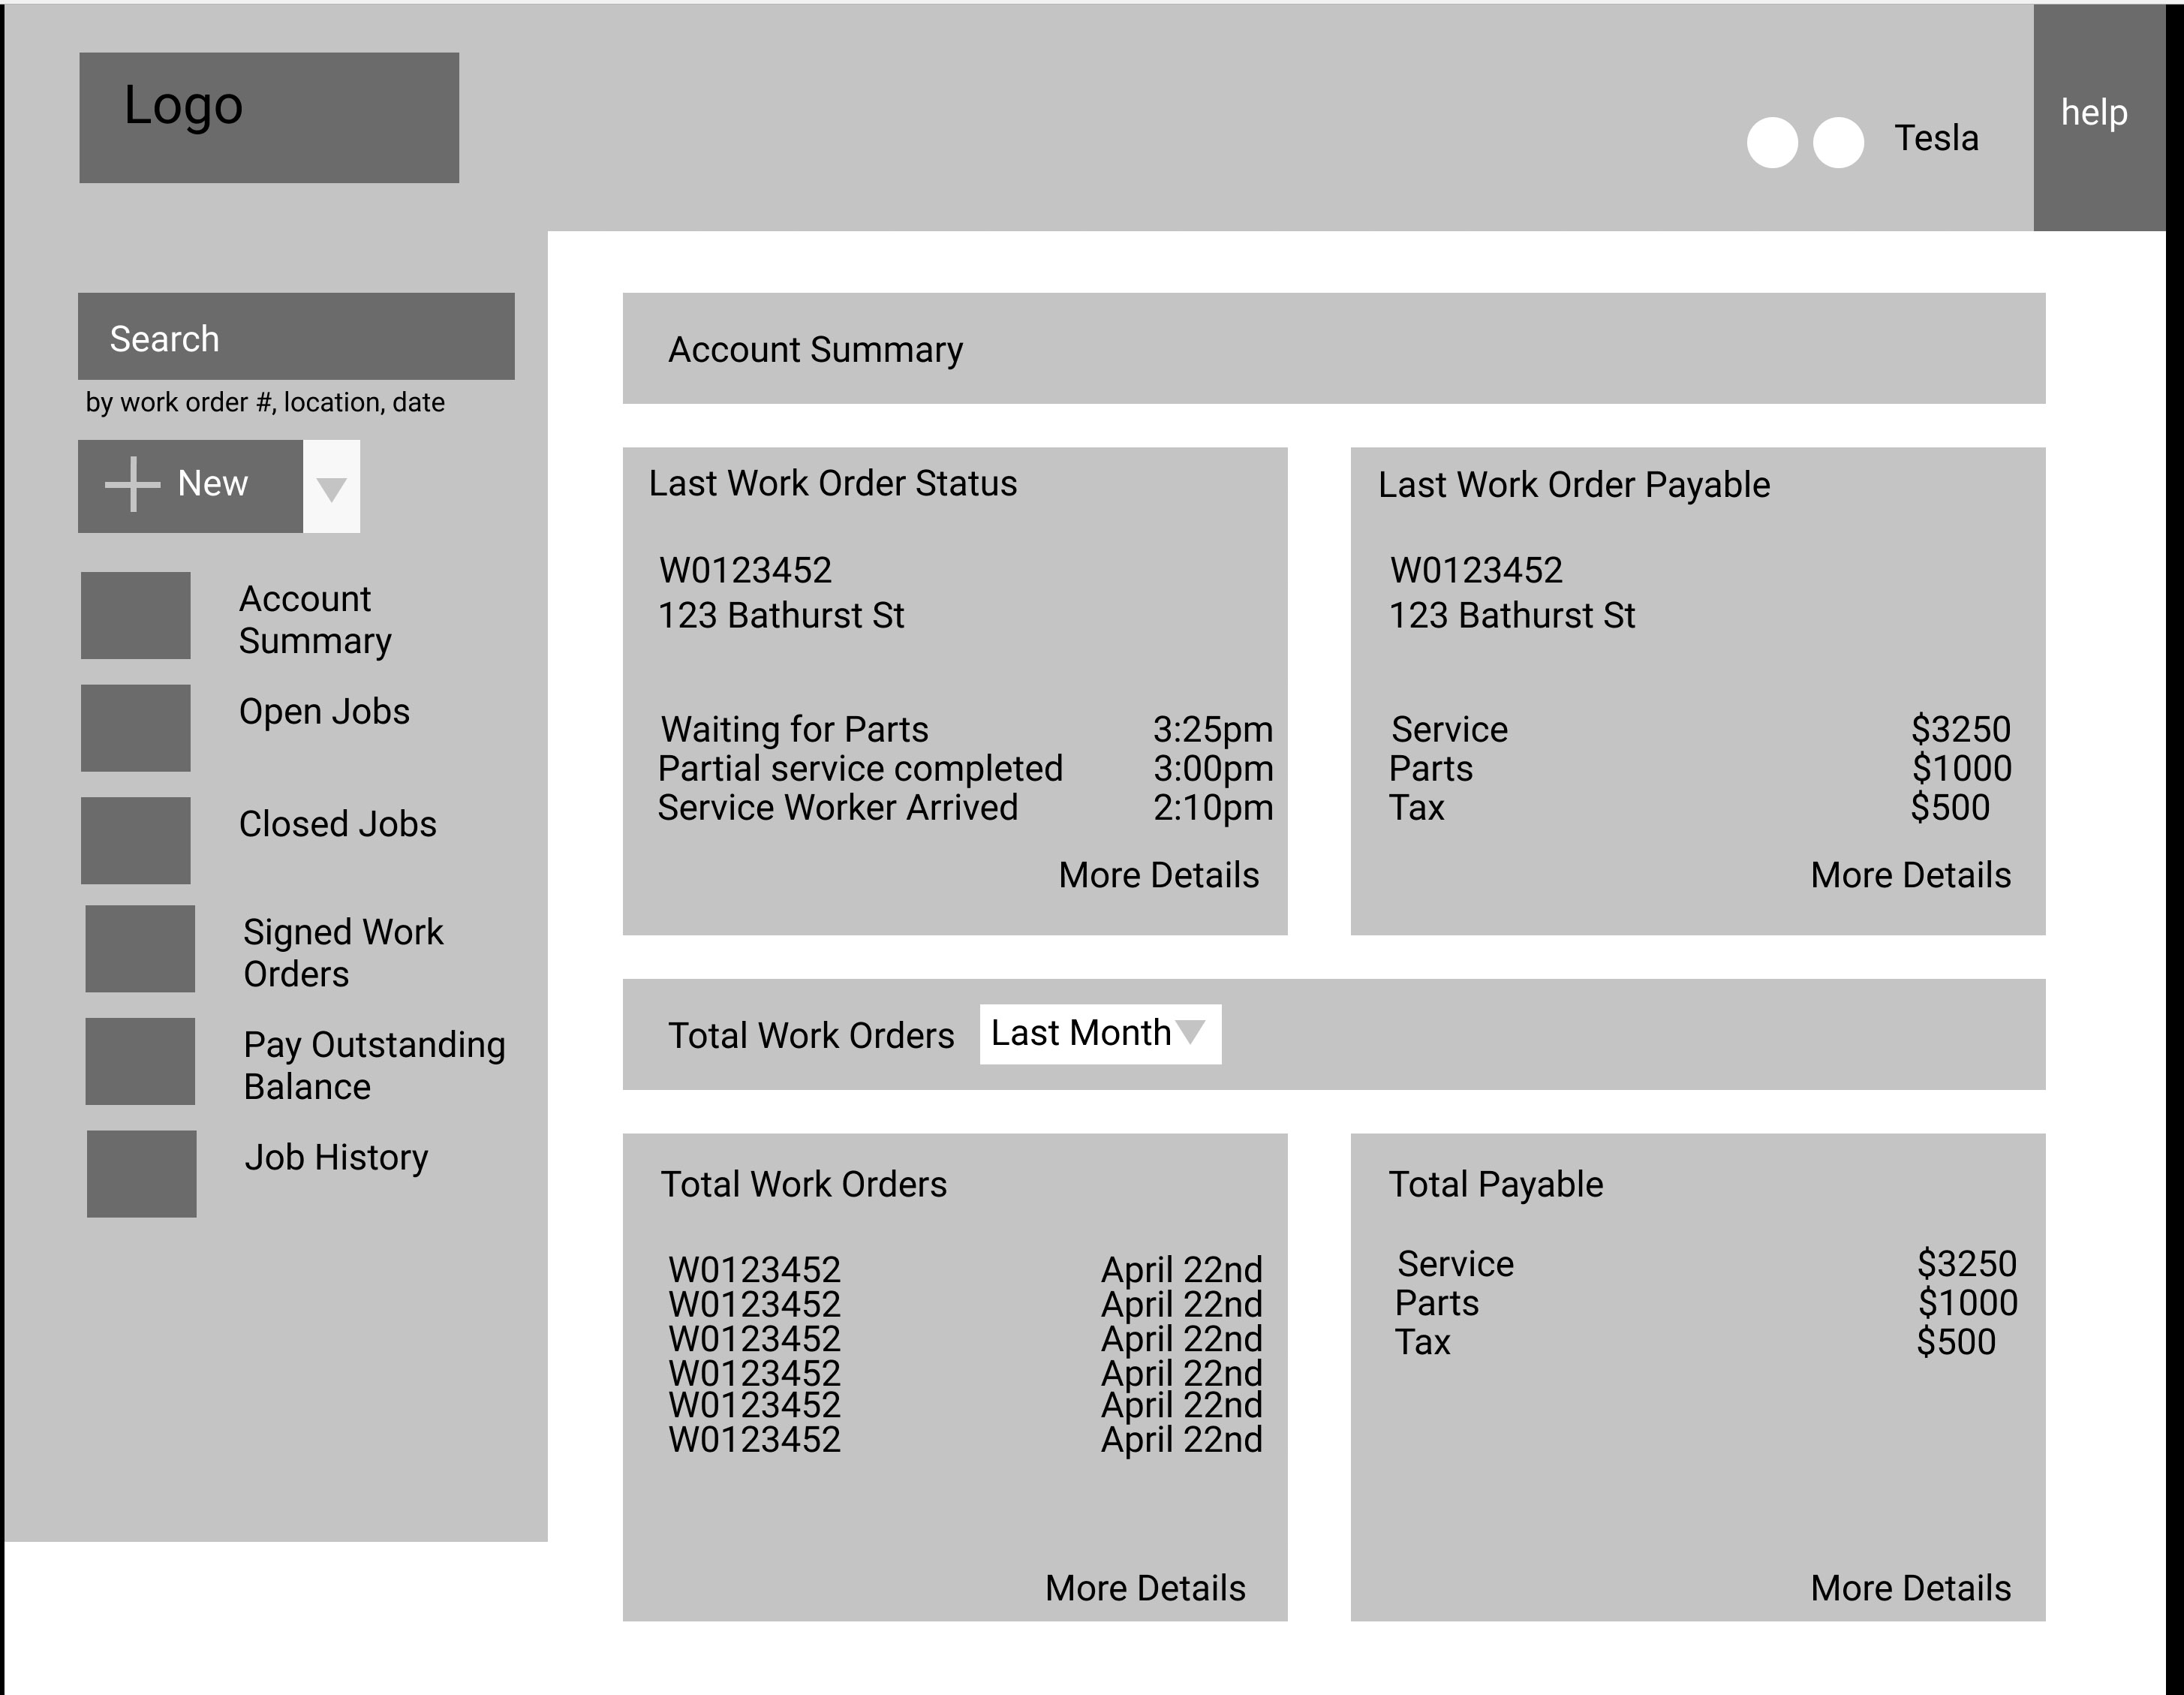 Logo
Tesla
help
Search
by work order #, location, date
New
Account
Summary
Open Jobs
Closed Jobs
Signed Work
Orders
Pay Outstanding
Balance
Job History
Account Summary
Last Work Order Status
W0123452
123 Bathurst St
Waiting for Parts 3:25pm
Partial service completed 3:00pm
Service Worker Arrived 2:10pm
More Details
Last Work Order Payable
W0123452
123 Bathurst St
Service $3250
Parts $1000
Tax $500
More Details
Total Work Orders Last Month
Total Work Orders
W0123452 April 22nd
W0123452 April 22nd
W0123452 April 22nd
W0123452 April 22nd
W0123452 April 22nd
W0123452 April 22nd
More Details
Total Payable
Service $3250
Parts $1000
Tax $500
More Details